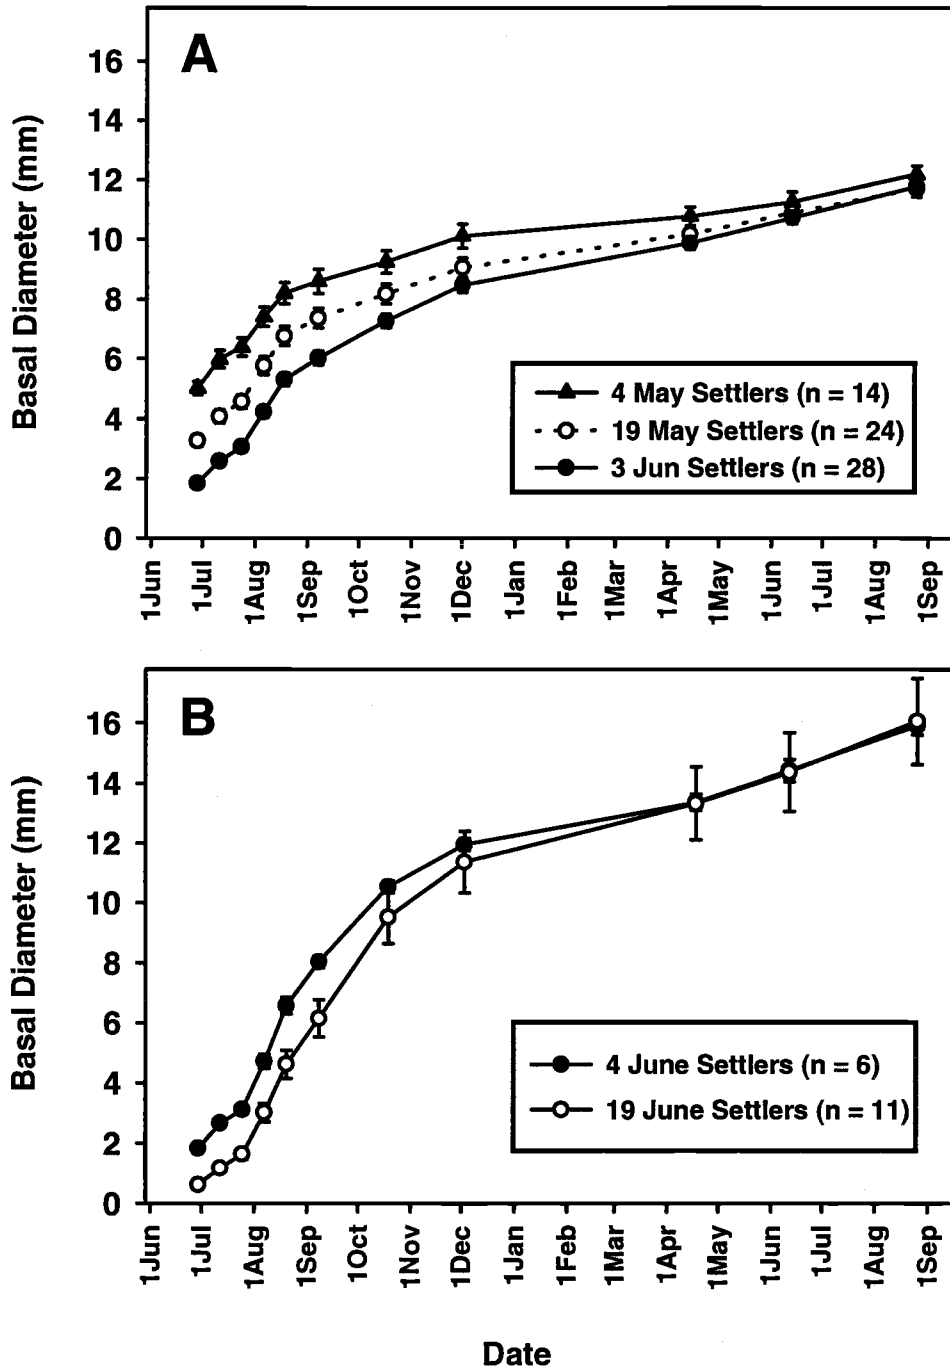 A
16
14
12
10
8
6
4
2
0
Basal Diameter (mm)
4 May Settlers (n = 14)
19 May Settlers (n = 24)
3 Jun Settlers (n = 28)
1Jun
1Jul
1Aug
1Sep
1Oct
1Nov
1Dec
1Jan
1Feb
1Mar
1Apr
1May
1Jun
1Jul
1Aug
1Sep
B
16
14
12
10
8
6
4
2
0
Basal Diameter (mm)
4 June Settlers (n = 6)
19 June Settlers (n = 11)
1Jun
1Jul
1Aug
1Sep
1Oct
1Nov
1Dec
1Jan
1Feb
1Mar
1Apr
1May
1Jun
1Jul
1Aug
1Sep
Date